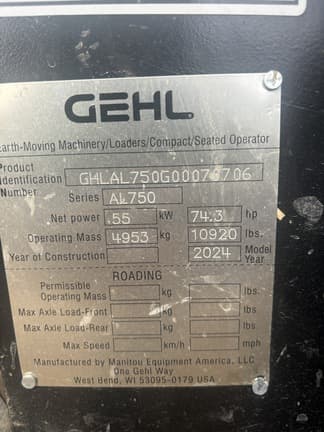 GEHL
Earth-Moving Machinery/Loaders/Compact/Seated Operator
Product
Identification GHLAL750G00076706
Number
Series AL750
Net power .55 kW 74.3 hp
Operating Mass 4953 kg 10920 lbs.
Year of Construction 2024 Model
Year
ROADING
Permissible
Operating Mass kg lbs.
Max Axle Load-Front kg lbs.
Max Axle Load-Rear kg lbs.
Max Speed km/h mph
Manufactured by Manitou Equipment America, LLC
One Gehl Way
West Bend, WI 53095-0179 USA